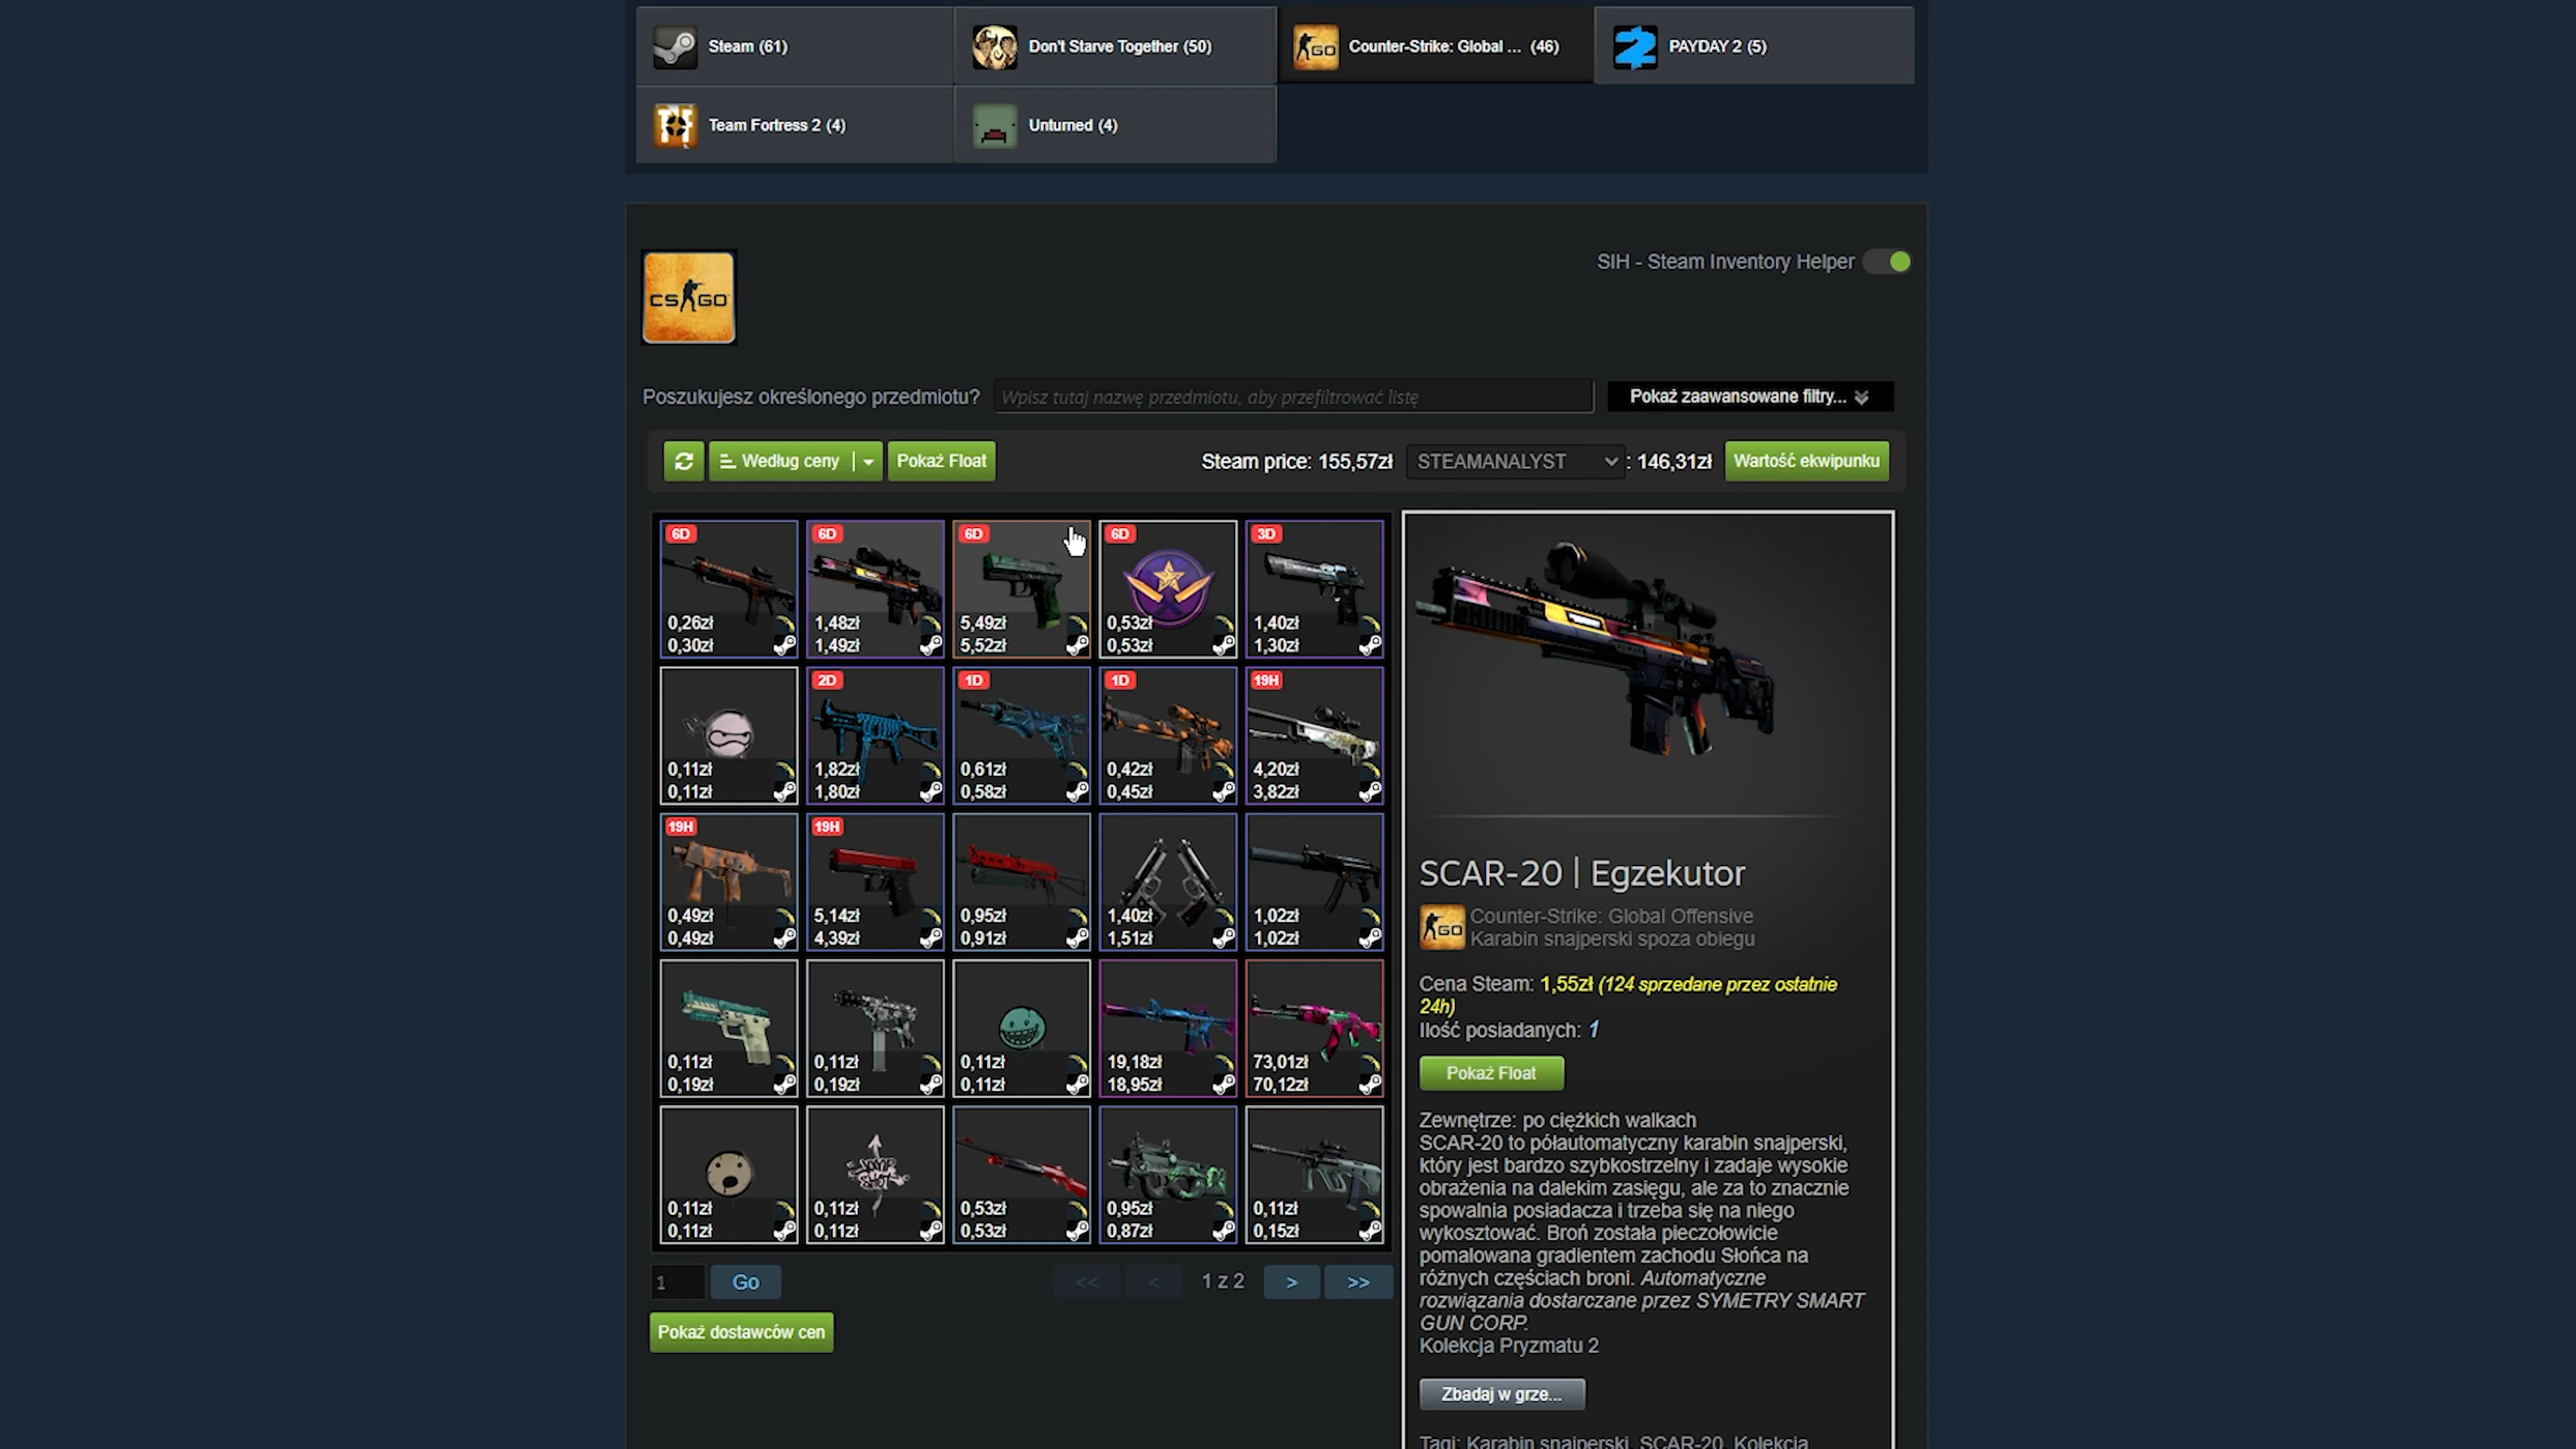 Steam (61)
Don't Starve Together (50)
Counter-Strike: Global ... (46)
PAYDAY 2 (5)
Team Fortress 2 (4)
Unturned (4)
CS GO
SIH - Steam Inventory Helper
Poszukujesz określonego przedmiotu?
Wpisz tutaj nazwę przedmiotu, aby przefiltrować listę
Pokaż zaawansowane filtry...
Według ceny
Pokaż Float
Steam price: 155,57zł
STEAMANALYST
: 146,31zł
Wartość ekwipunku
6D
0,26zł
0,30zł
6D
1,48zł
1,49zł
6D
5,49zł
5,52zł
6D
0,53zł
0,53zł
3D
1,40zł
1,30zł
0,11zł
0,11zł
2D
1,82zł
1,80zł
1D
0,61zł
0,58zł
1D
0,42zł
0,45zł
19H
4,20zł
3,82zł
19H
0,49zł
0,49zł
19H
5,14zł
4,39zł
0,95zł
0,91zł
1,40zł
1,51zł
1,02zł
1,02zł
0,11zł
0,19zł
0,11zł
0,19zł
0,11zł
0,11zł
19,18zł
18,95zł
73,01zł
70,12zł
0,11zł
0,11zł
0,11zł
0,11zł
0,53zł
0,53zł
0,95zł
0,87zł
0,11zł
0,15zł
1
Go
<<
<
1 z 2
>
>>
Pokaż dostawców cen
SCAR-20 | Egzekutor
GO
Counter-Strike: Global Offensive
Karabin snajperski spoza obiegu
Cena Steam: 1,55zł (124 sprzedane przez ostatnie
24h)
Ilość posiadanych: 1
Pokaż Float
Zewnętrze: po ciężkich walkach
SCAR-20 to półautomatyczny karabin snajperski,
który jest bardzo szybkostrzelny i zadaje wysokie
obrażenia na dalekim zasięgu, ale za to znacznie
spowalnia posiadacza i trzeba się na niego
wykosztować. Broń została pieczołowicie
pomalowana gradientem zachodu Słońca na
różnych częściach broni. Automatyczne
rozwiązania dostarczane przez SYMETRY SMART
GUN CORP.
Kolekcja Pryzmatu 2
Zbadaj w grze...
Tagi: Karabin snajperski, SCAR-20, Kolekcja